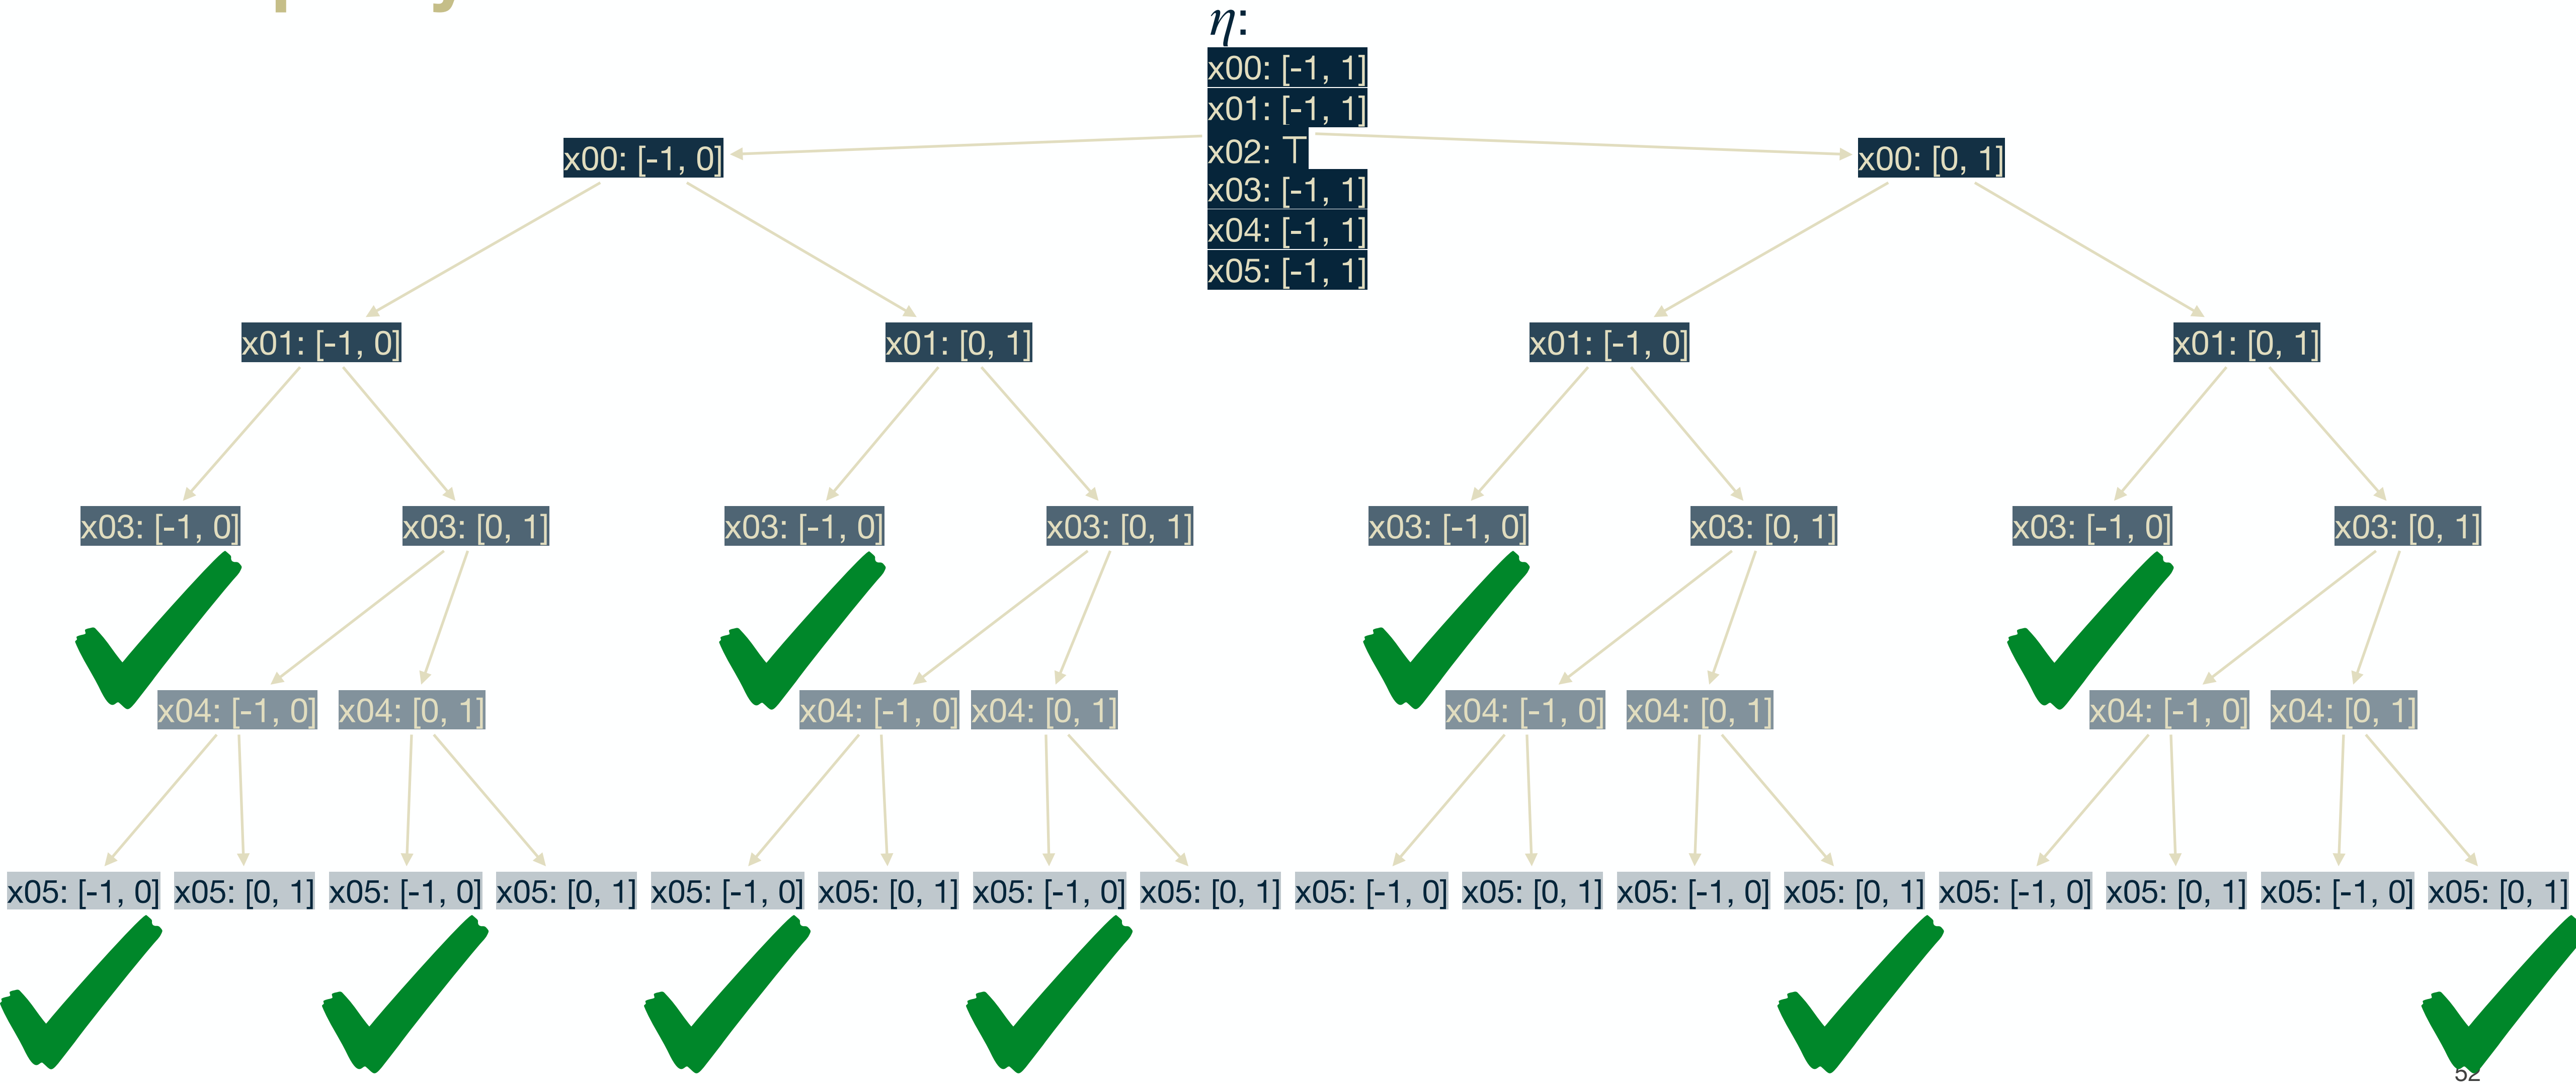 η:
x00: [-1, 1]
x01: [-1, 1]
x02: ⊤
x03: [-1, 1]
x04: [-1, 1]
x05: [-1, 1]
x00: [-1, 0] x00: [0, 1]
x01: [-1, 0] x01: [0, 1] x01: [-1, 0] x01: [0, 1]
x03: [-1, 0] x03: [0, 1] x03: [-1, 0] x03: [0, 1] x03: [-1, 0] x03: [0, 1] x03: [-1, 0] x03: [0, 1]
x04: [-1, 0] x04: [0, 1] x04: [-1, 0] x04: [0, 1] x04: [-1, 0] x04: [0, 1] x04: [-1, 0] x04: [0, 1]
x05: [-1, 0] x05: [0, 1] x05: [-1, 0] x05: [0, 1] x05: [-1, 0] x05: [0, 1] x05: [-1, 0] x05: [0, 1] x05: [-1, 0] x05: [0, 1] x05: [-1, 0] x05: [0, 1] x05: [-1, 0] x05: [0, 1] x05: [-1, 0] x05: [0, 1]
52